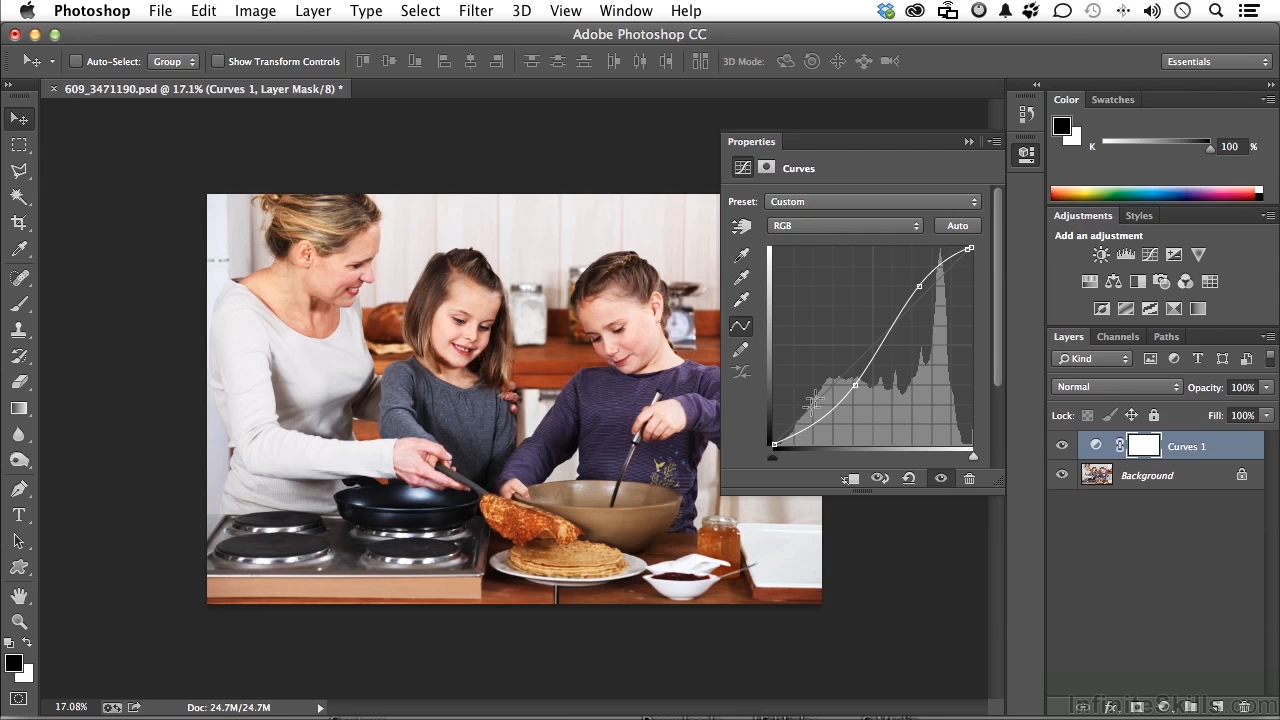 Photoshop File Edit Image Layer Type Select Filter 3D View Window Help
Adobe Photoshop CC
Auto-Select: Group Show Transform Controls 3D Mode: Essentials
× 609_3471190.psd @ 17.1% (Curves 1, Layer Mask/8) *
Properties
Curves
Preset: Custom
RGB Auto
Color Swatches
K 100 %
Adjustments Styles
Add an adjustment
Layers Channels Paths
Kind
Normal Opacity: 100%
Lock: Fill: 100%
Curves 1
Background
T
17.08% Doc: 24.7M/24.7M
InfiniteSkills.com